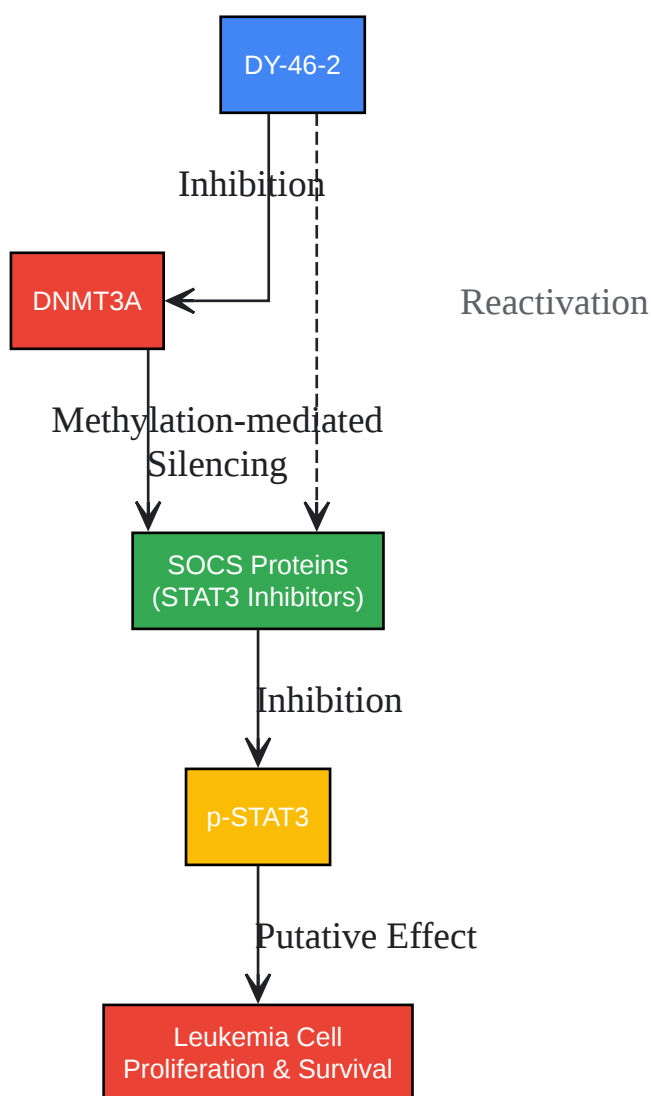 DY-46-2
Inhibition
DNMT3A
Reactivation
Methylation-mediated
Silencing
SOCS Proteins
(STAT3 Inhibitors)
Inhibition
p-STAT3
Putative Effect
Leukemia Cell
Proliferation & Survival